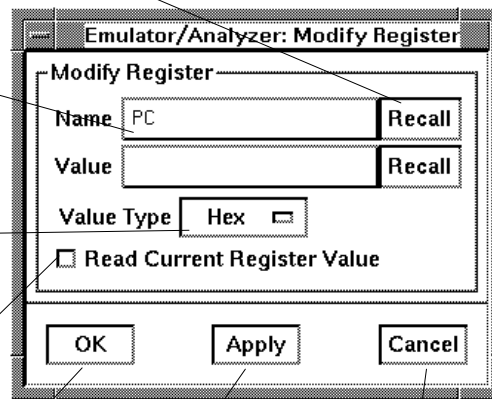 Emulator/Analyzer: Modify Register
Modify Register
Name PC Recall
Value Recall
Value Type Hex
Read Current Register Value
OK Apply Cancel